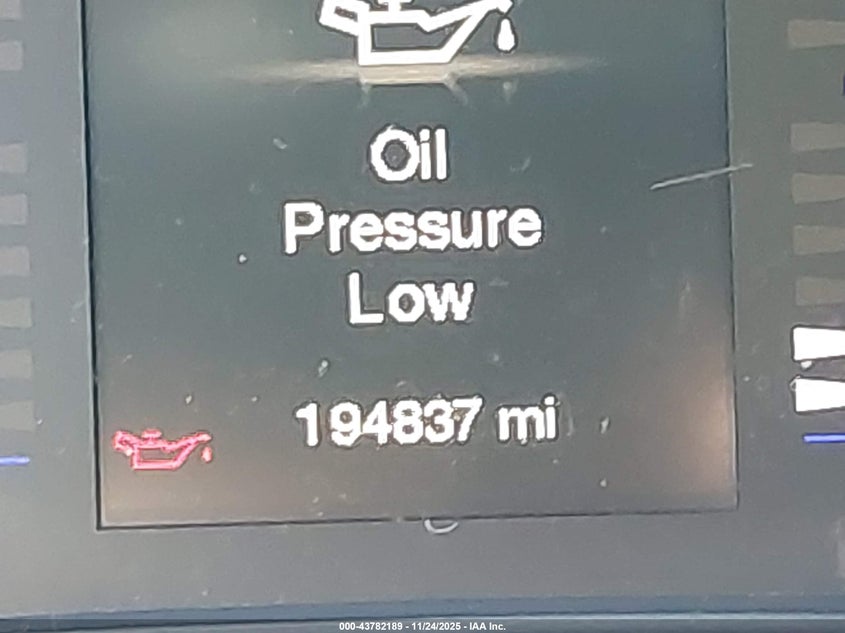 Oil
Pressure
Low
194837 mi
000-43782189 - 11/24/2025 - IAA Inc.